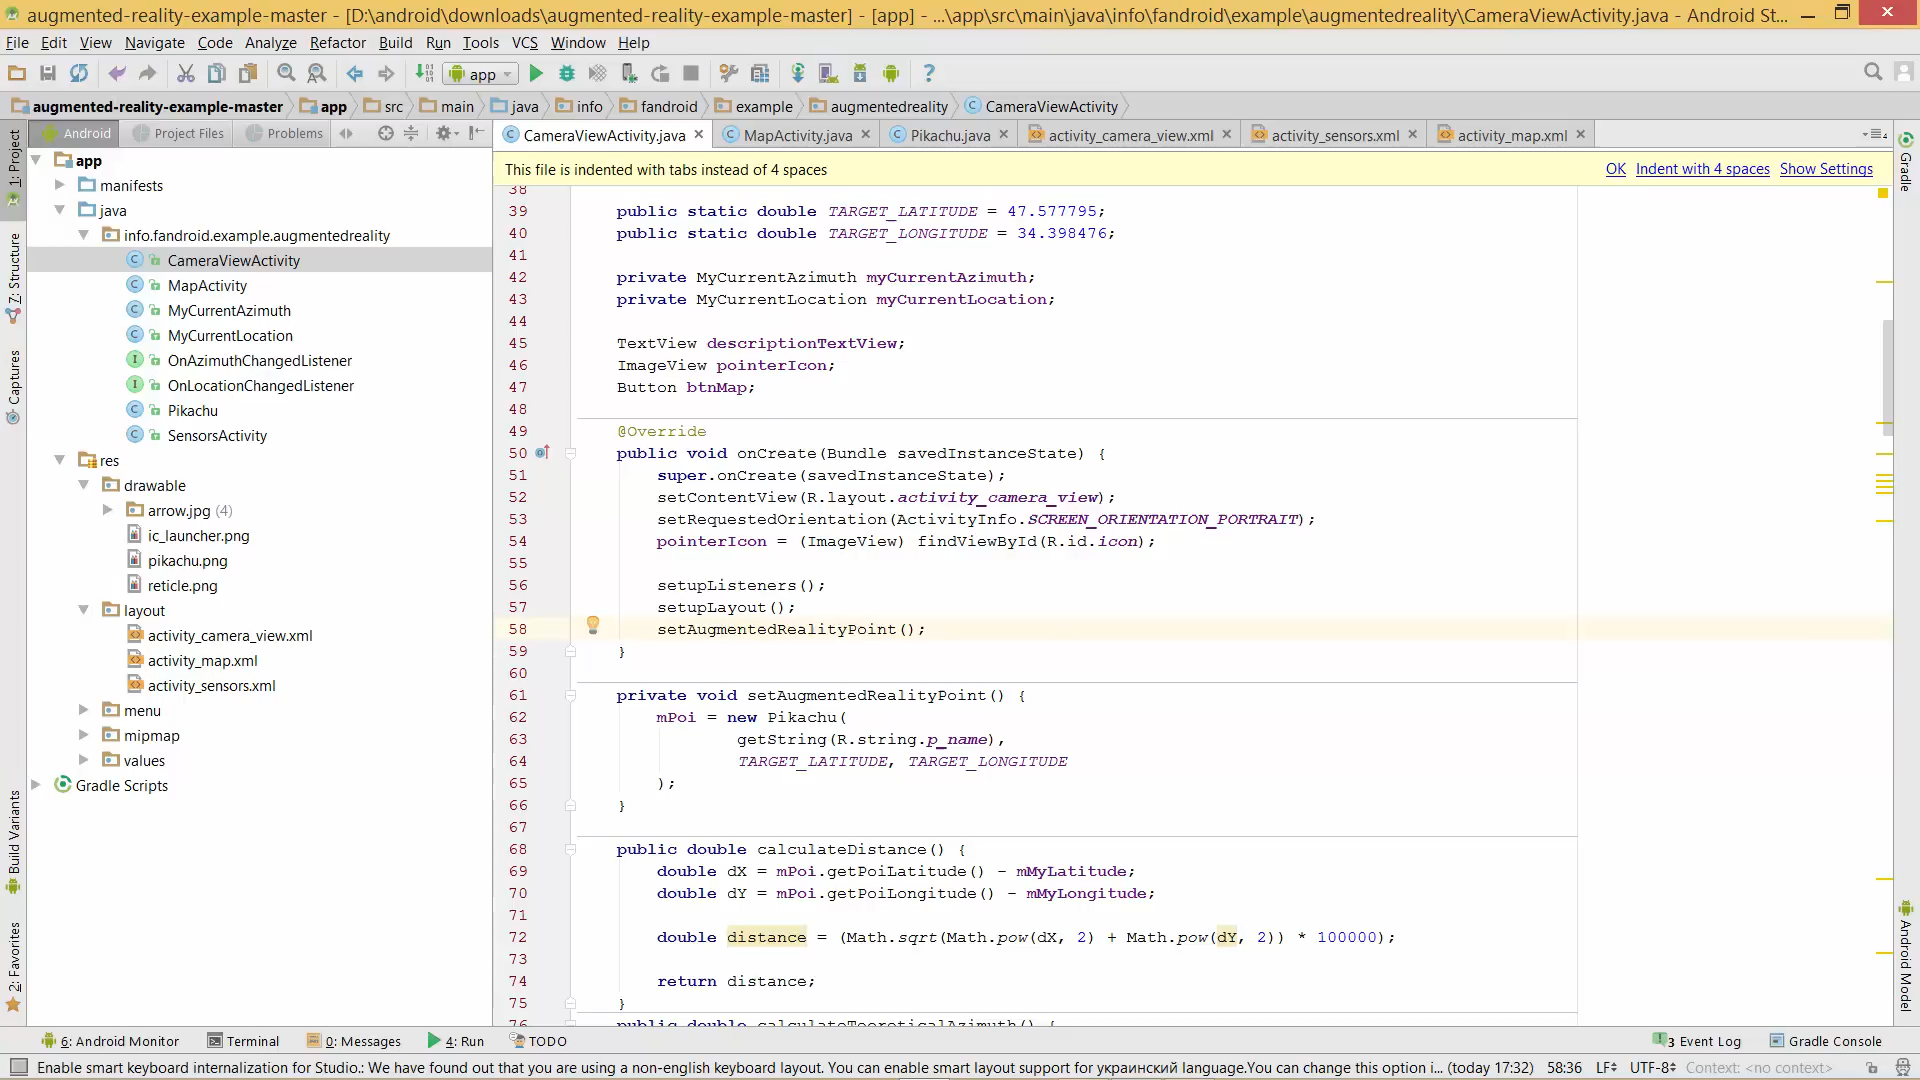 augmented-reality-example-master - [D:\android\downloads\augmented-reality-example-master] - [app] - ...\app\src\main\java\info\fandroid\example\augmentedreality\CameraViewActivity.java - Android St...
File Edit View Navigate Code Analyze Refactor Build Run Tools VCS Window Help
app
augmented-reality-example-master app src main java info fandroid example augmentedreality CameraViewActivity
Android Project Files Problems
CameraViewActivity.java MapActivity.java Pikachu.java activity_camera_view.xml activity_sensors.xml activity_map.xml
This file is indented with tabs instead of 4 spaces OK Indent with 4 spaces Show Settings
1: Project
Z: Structure
Captures
Build Variants
2: Favorites
app
manifests
java
info.fandroid.example.augmentedreality
CameraViewActivity
MapActivity
MyCurrentAzimuth
MyCurrentLocation
OnAzimuthChangedListener
OnLocationChangedListener
Pikachu
SensorsActivity
res
drawable
arrow.jpg (4)
ic_launcher.png
pikachu.png
reticle.png
layout
activity_camera_view.xml
activity_map.xml
activity_sensors.xml
menu
mipmap
values
Gradle Scripts
38
39 public static double TARGET_LATITUDE = 47.577795;
40 public static double TARGET_LONGITUDE = 34.398476;
41
42 private MyCurrentAzimuth myCurrentAzimuth;
43 private MyCurrentLocation myCurrentLocation;
44
45 TextView descriptionTextView;
46 ImageView pointerIcon;
47 Button btnMap;
48
49 @Override
50 public void onCreate(Bundle savedInstanceState) {
51 super.onCreate(savedInstanceState);
52 setContentView(R.layout.activity_camera_view);
53 setRequestedOrientation(ActivityInfo.SCREEN_ORIENTATION_PORTRAIT);
54 pointerIcon = (ImageView) findViewById(R.id.icon);
55
56 setupListeners();
57 setupLayout();
58 setAugmentedRealityPoint();
59 }
60
61 private void setAugmentedRealityPoint() {
62 mPoi = new Pikachu(
63 getString(R.string.p_name),
64 TARGET_LATITUDE, TARGET_LONGITUDE
65 );
66 }
67
68 public double calculateDistance() {
69 double dX = mPoi.getPoiLatitude() - mMyLatitude;
70 double dY = mPoi.getPoiLongitude() - mMyLongitude;
71
72 double distance = (Math.sqrt(Math.pow(dX, 2) + Math.pow(dY, 2)) * 100000);
73
74 return distance;
75 }
76 public double calculateTeoreticalAzimuth() {
Gradle
Android Model
6: Android Monitor Terminal 0: Messages 4: Run TODO 3 Event Log Gradle Console
Enable smart keyboard internalization for Studio.: We have found out that you are using a non-english keyboard layout. You can enable smart layout support for український language.You can change this option i... (today 17:32) 58:36 LF UTF-8 Context: <no context>